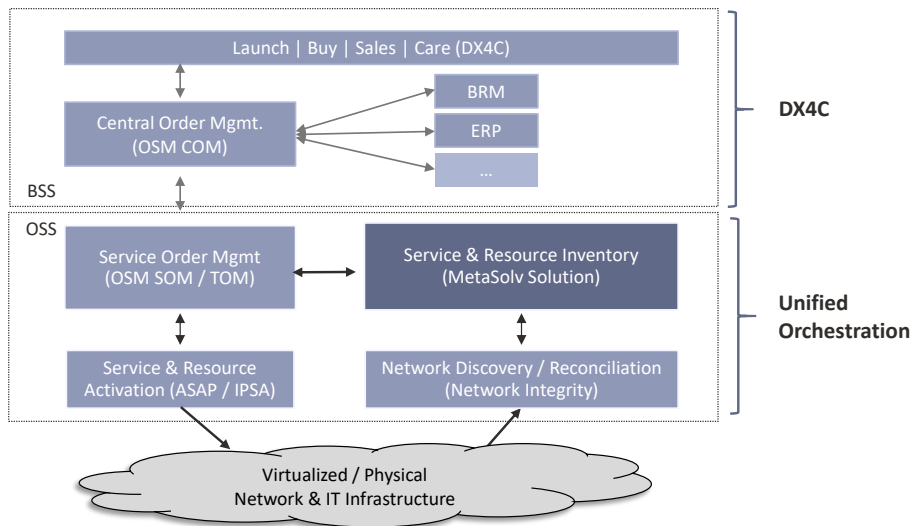 Launch | Buy | Sales | Care (DX4C)
BRM
Central Order Mgmt.
(OSM COM)
ERP
...
DX4C
BSS
OSS
Service Order Mgmt
(OSM SOM / TOM)
Service & Resource Inventory
(MetaSolv Solution)
Unified
Orchestration
Service & Resource
Activation (ASAP / IPSA)
Network Discovery / Reconciliation
(Network Integrity)
Virtualized / Physical
Network & IT Infrastructure